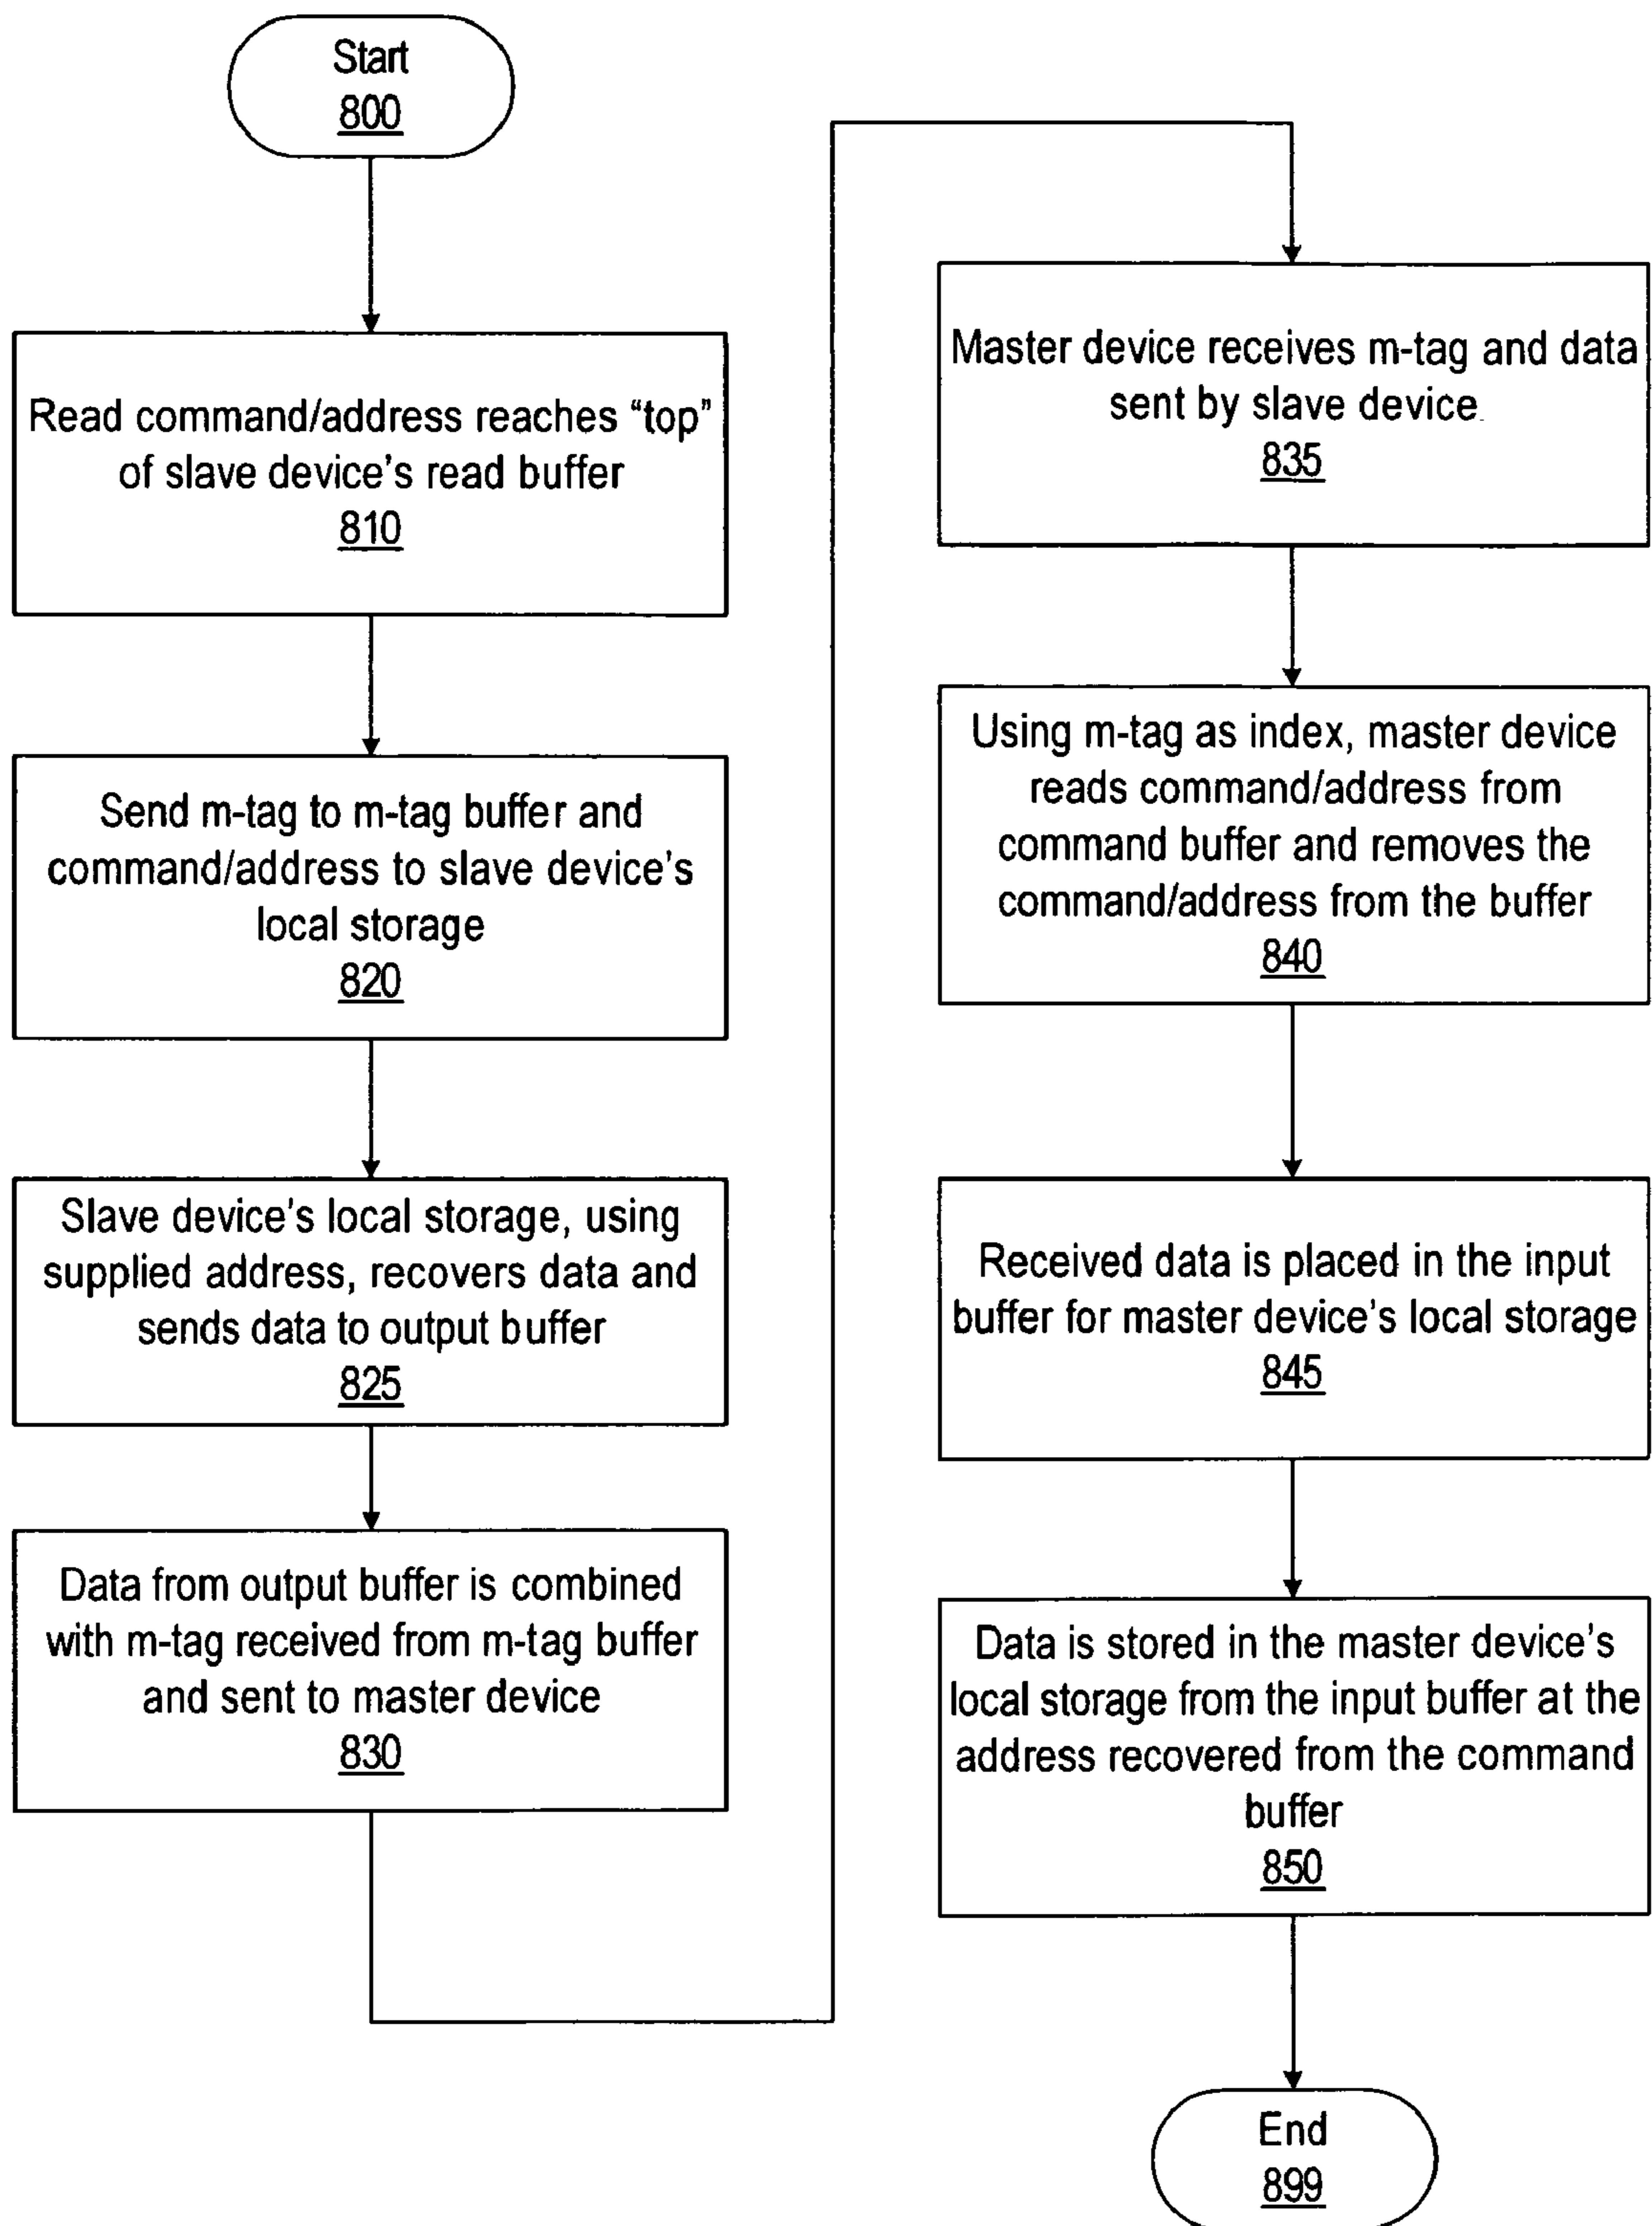 Start
800
Read command/address reaches “top”
of slave device’s read buffer
810
Send m-tag to m-tag buffer and
command/address to slave device’s
local storage
820
Slave device’s local storage, using
supplied address, recovers data and
sends data to output buffer
825
Data from output buffer is combined
with m-tag received from m-tag buffer
and sent to master device
830
Master device receives m-tag and data
sent by slave device.
835
Using m-tag as index, master device
reads command/address from
command buffer and removes the
command/address from the buffer
840
Received data is placed in the input
buffer for master device’s local storage
845
Data is stored in the master device’s
local storage from the input buffer at the
address recovered from the command
buffer
850
End
899